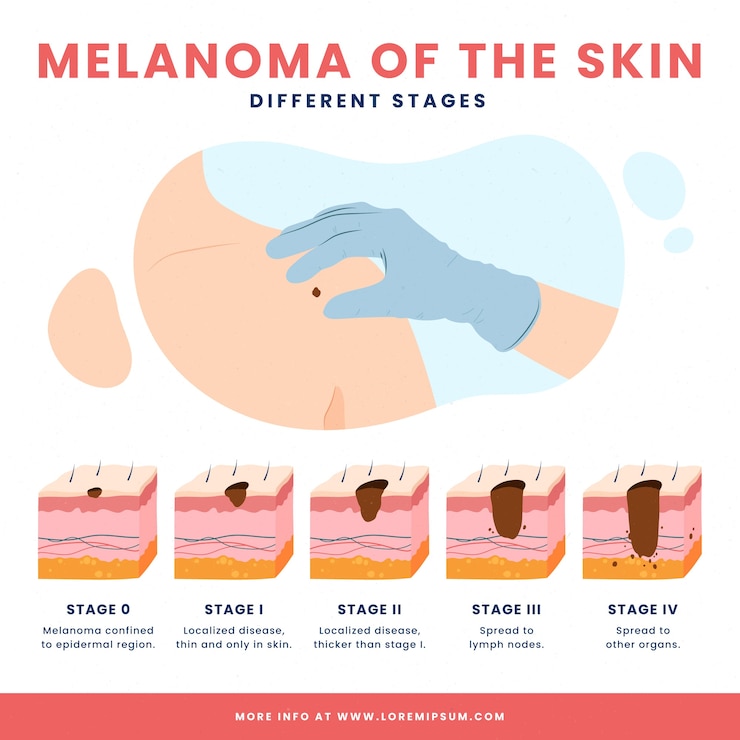 MELANOMA OF THE SKIN
DIFFERENT STAGES
STAGE 0
Melanoma confined
to epidermal region.
STAGE I
Localized disease,
thin and only in skin.
STAGE II
Localized disease,
thicker than stage I.
STAGE III
Spread to
lymph nodes.
STAGE IV
Spread to
other organs.
MORE INFO AT WWW.LOREMIPSUM.COM